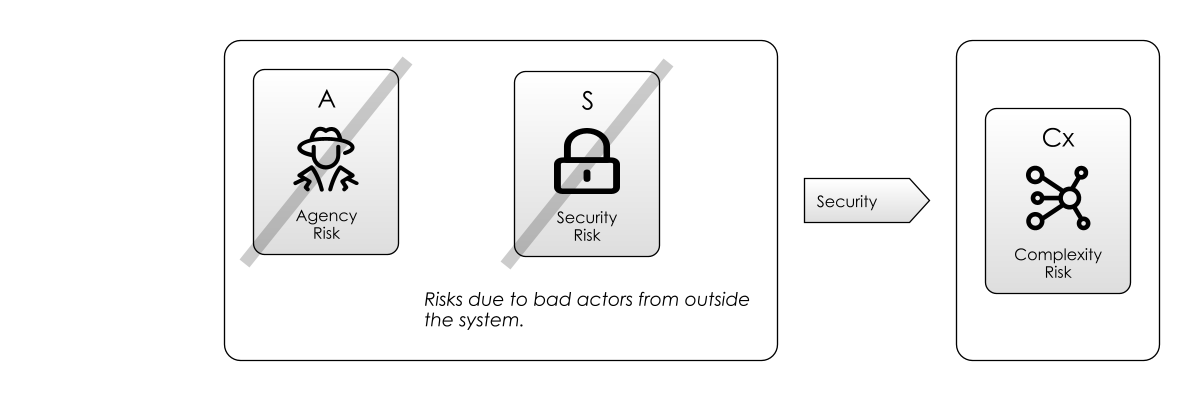 A
Agency
Risk
S
Security
Risk
Risks due to bad actors from outside
the system.
Security
Cx
Complexity
Risk